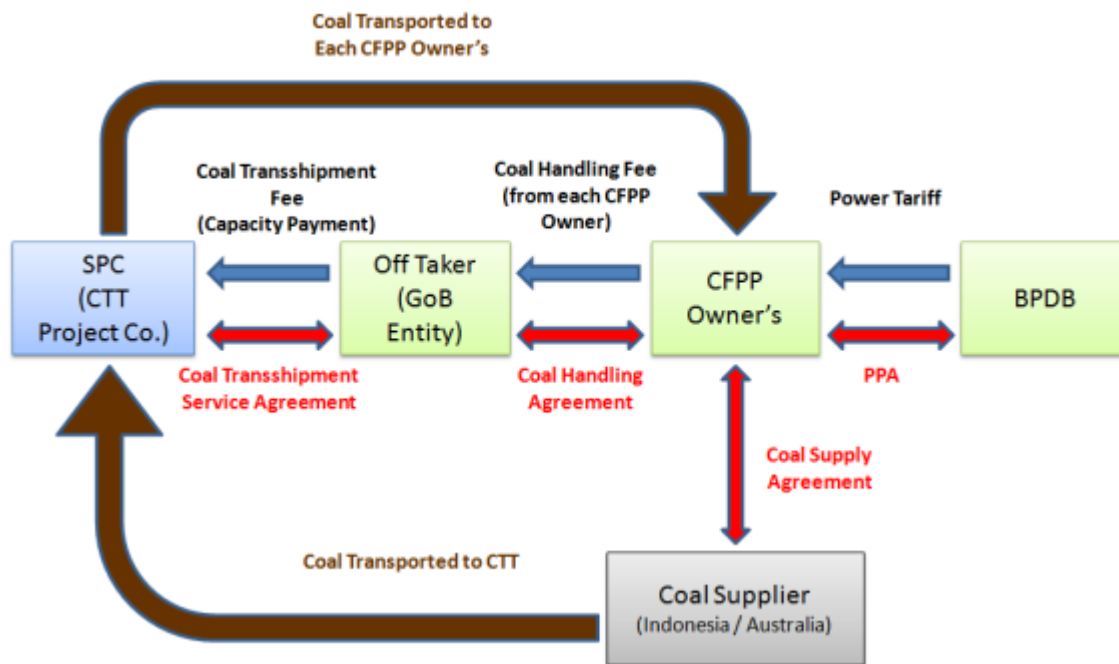 Coal Transported to
Each CFPP Owner's
Coal Transshipment
Fee
(Capacity Payment)
Coal Handling Fee
(from each CFPP
Owner)
Power Tariff
SPC
(CTT
Project Co.)
Off Taker
(GoB
Entity)
CFPP
Owner's
BPDB
Coal Transshipment
Service Agreement
Coal Handling
Agreement
PPA
Coal Supply
Agreement
Coal Transported to CTT
Coal Supplier
(Indonesia / Australia)